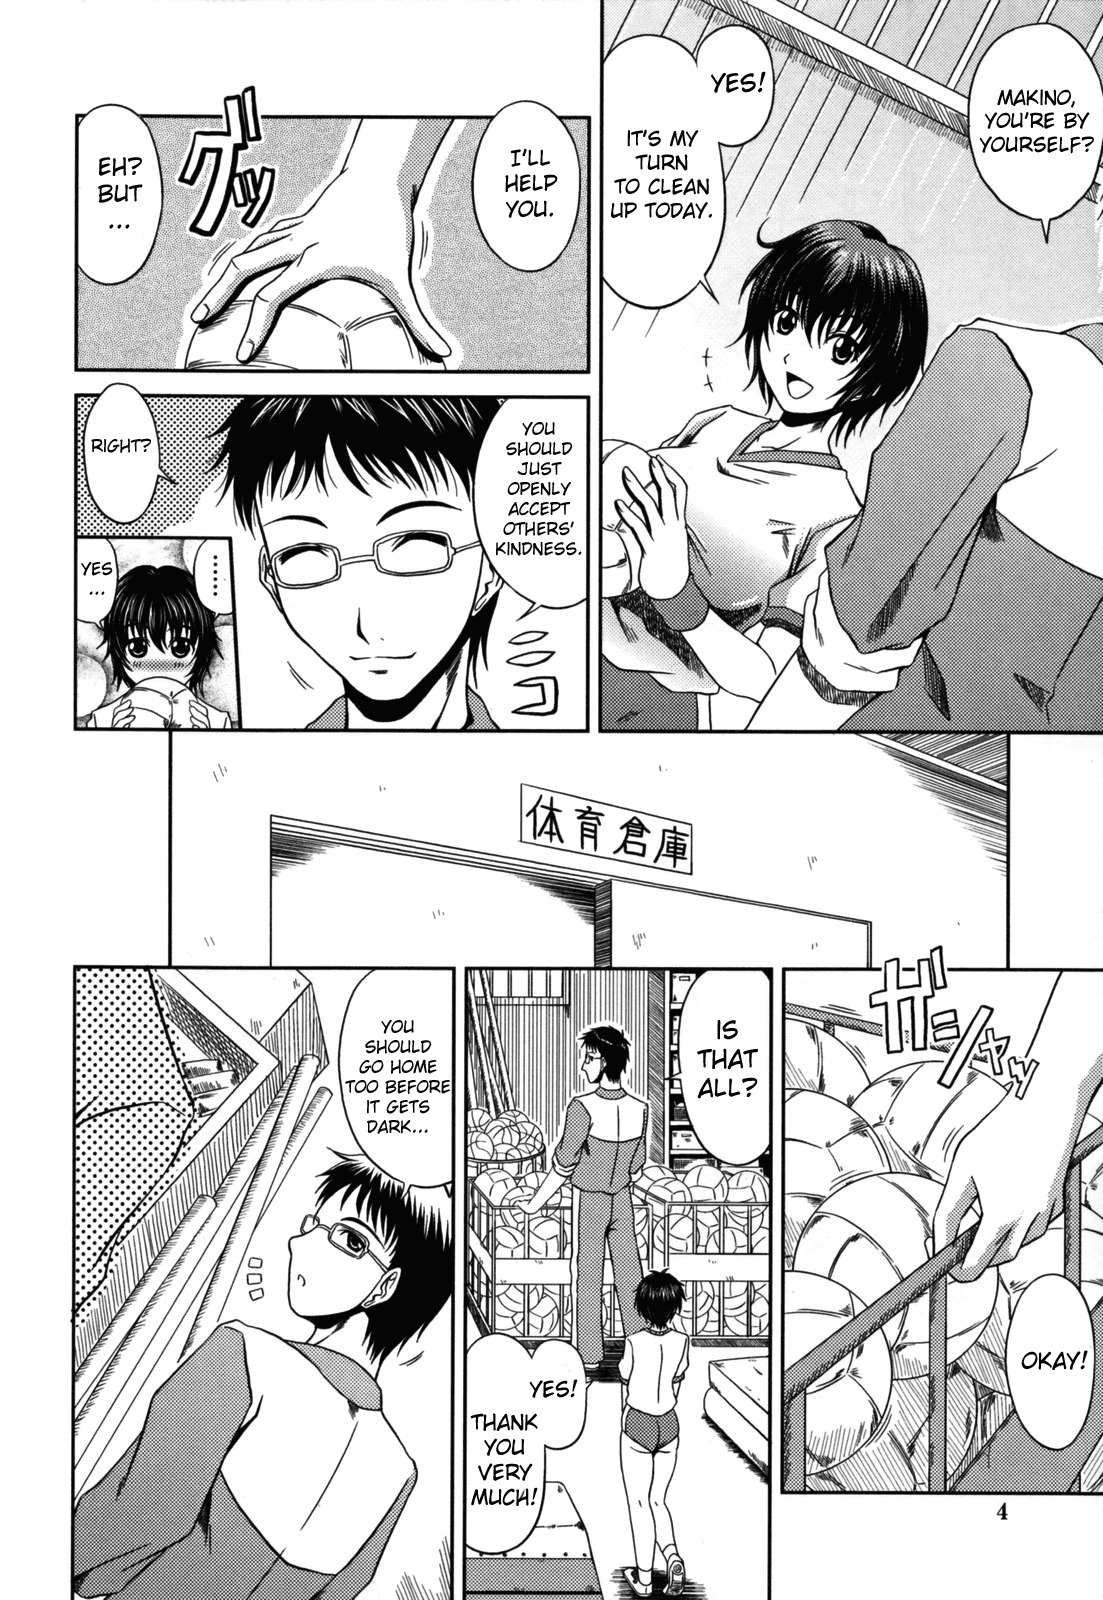 MAKINO,
YOU'RE BY
YOURSELF?
YES!
IT'S MY
TURN
TO CLEAN
UP TODAY.
I'LL
HELP
YOU.
グッ
EH?
BUT
...
YOU
SHOULD
JUST
OPENLY
ACCEPT
OTHERS'
KINDNESS.
ニコ
RIGHT?
......
YES
...
体育倉庫
ガシャッ
OKAY!
IS
THAT
ALL?
YES!
THANK
YOU
VERY
MUCH!
YOU
SHOULD
GO HOME
TOO BEFORE
IT GETS
DARK...
4